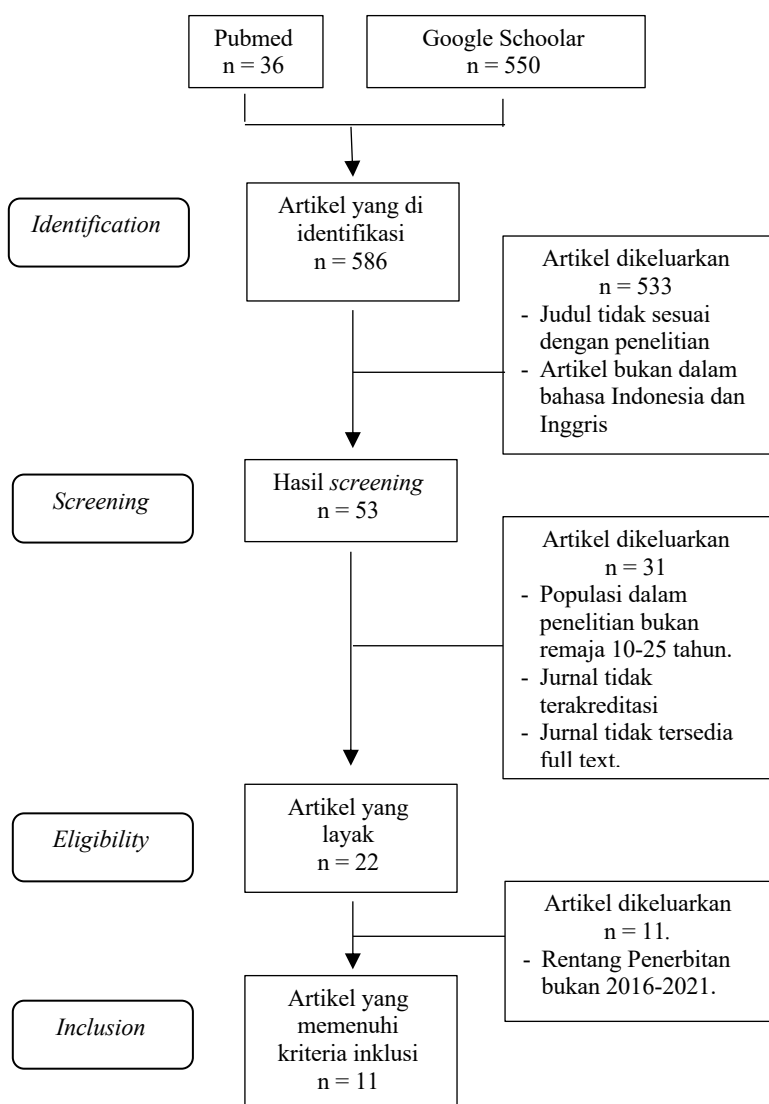 Pubmed
n = 36
Google Schoolar
n = 550
Identification
Artikel yang di
identifikasi
n = 586
Artikel dikeluarkan
n = 533
- Judul tidak sesuai
dengan penelitian
- Artikel bukan dalam
bahasa Indonesia dan
Inggris
Screening
Hasil screening
n = 53
Artikel dikeluarkan
n = 31
- Populasi dalam
penelitian bukan
remaja 10-25 tahun.
- Jurnal tidak
terakreditasi
- Jurnal tidak tersedia
full text.
Eligibility
Artikel yang
layak
n = 22
Artikel dikeluarkan
n = 11.
- Rentang Penerbitan
bukan 2016-2021.
Inclusion
Artikel yang
memenuhi
kriteria inklusi
n = 11